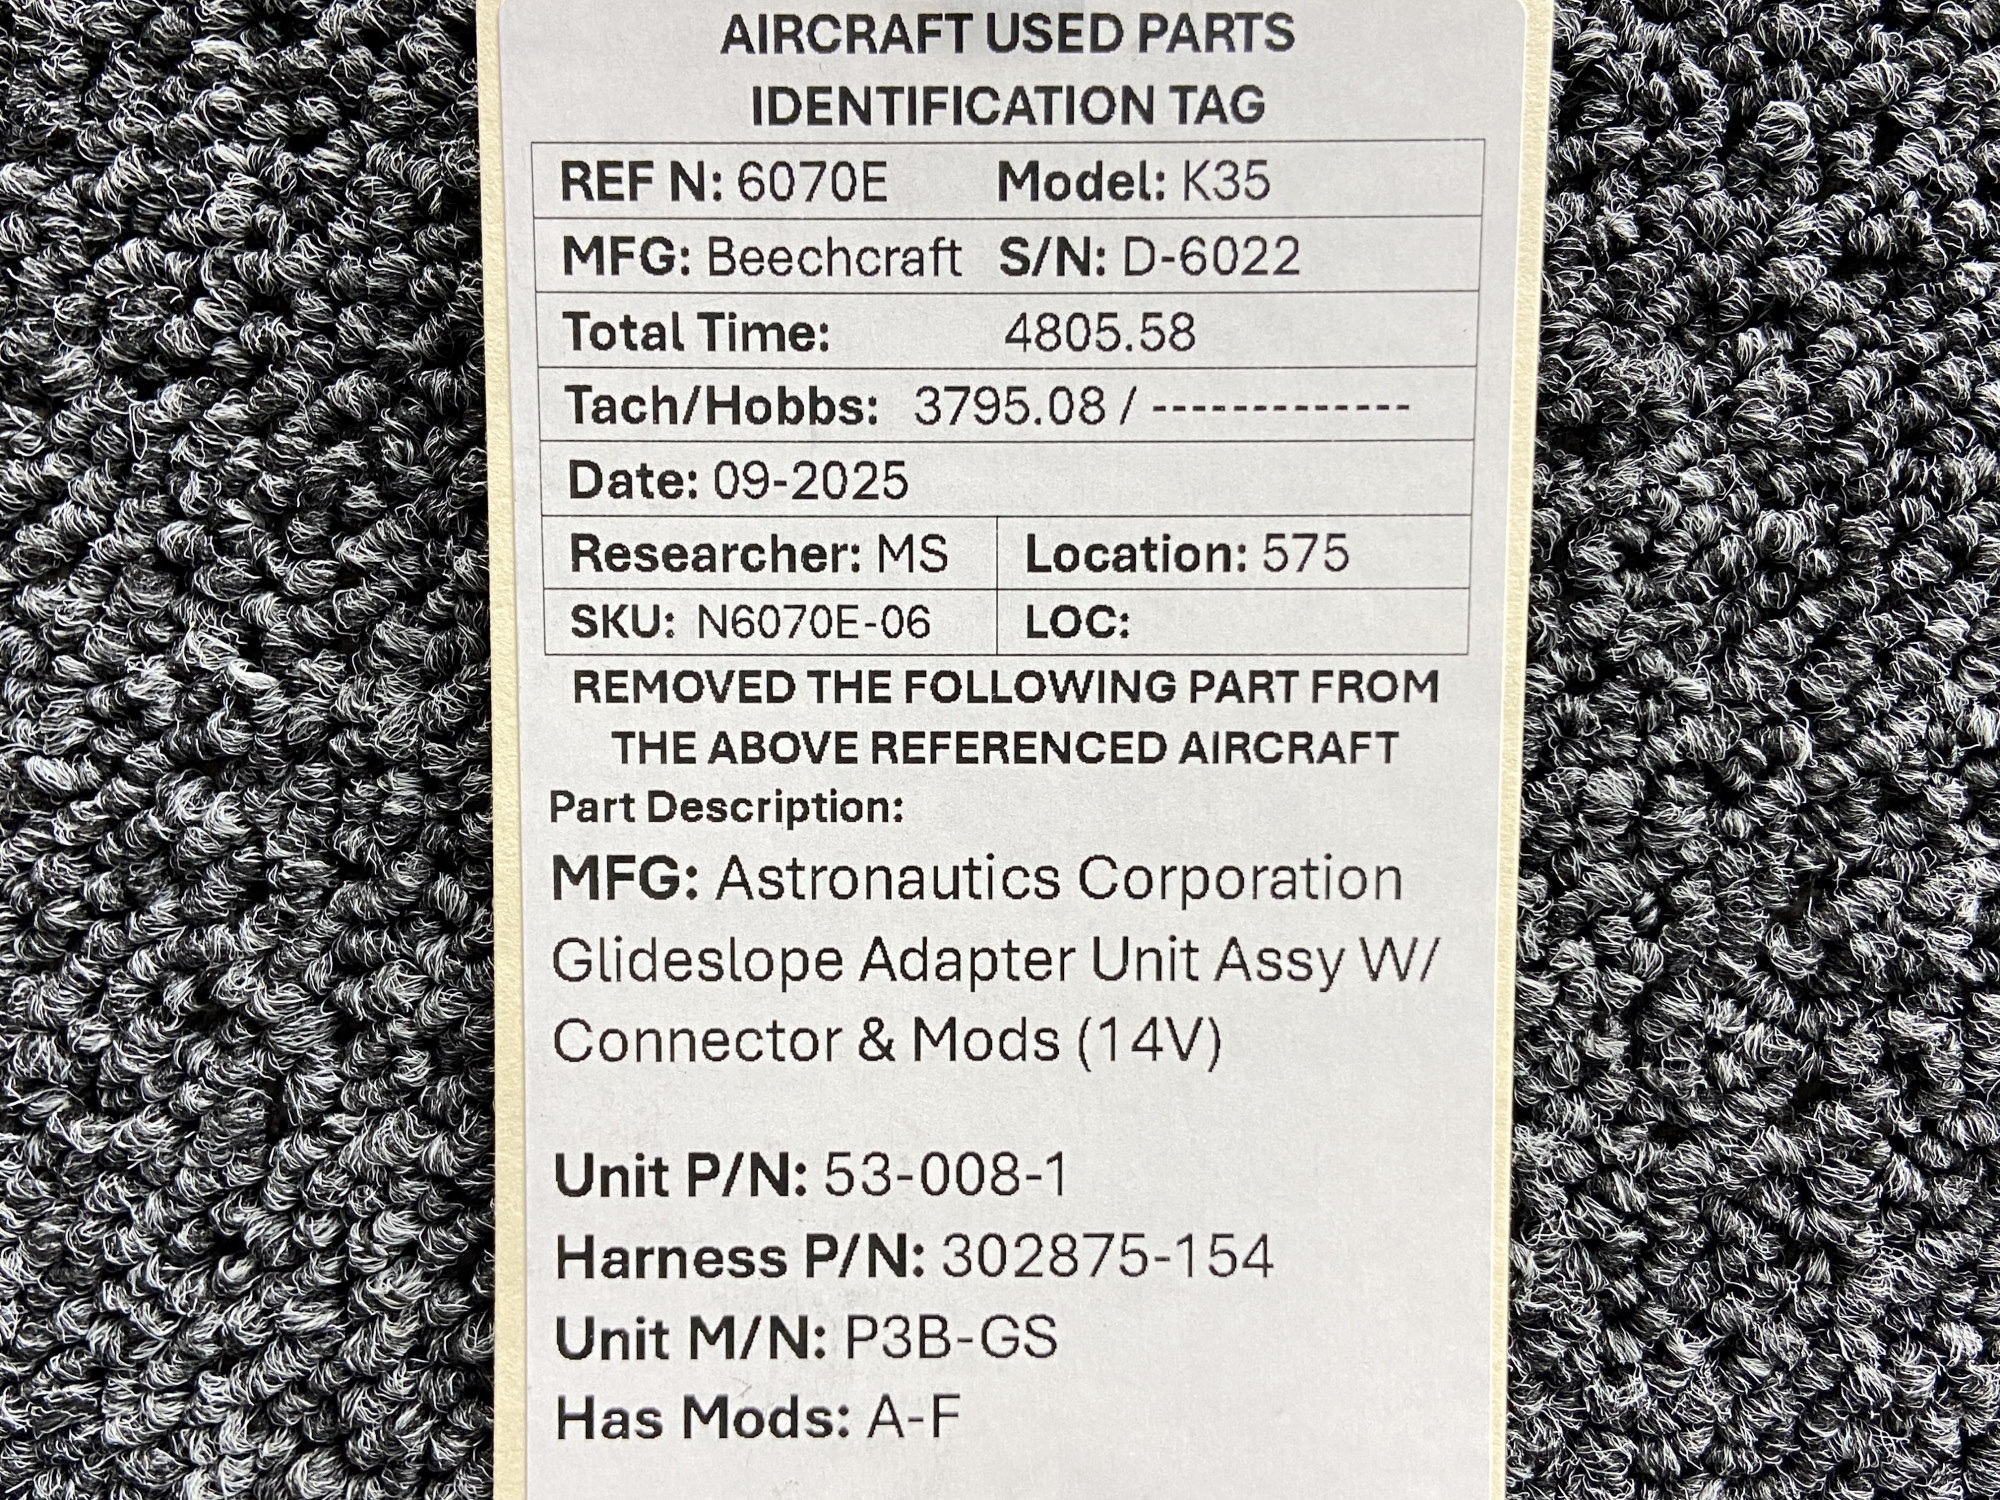 AIRCRAFT USED PARTS
IDENTIFICATION TAG
REF N: 6070E Model: K35
MFG: Beechcraft S/N: D-6022
Total Time: 4805.58
Tach/Hobbs: 3795.08 / -------------
Date: 09-2025
Researcher: MS Location: 575
SKU: N6070E-06 LOC:
REMOVED THE FOLLOWING PART FROM
THE ABOVE REFERENCED AIRCRAFT
Part Description:
MFG: Astronautics Corporation
Glideslope Adapter Unit Assy W/
Connector & Mods (14V)
Unit P/N: 53-008-1
Harness P/N: 302875-154
Unit M/N: P3B-GS
Has Mods: A-F